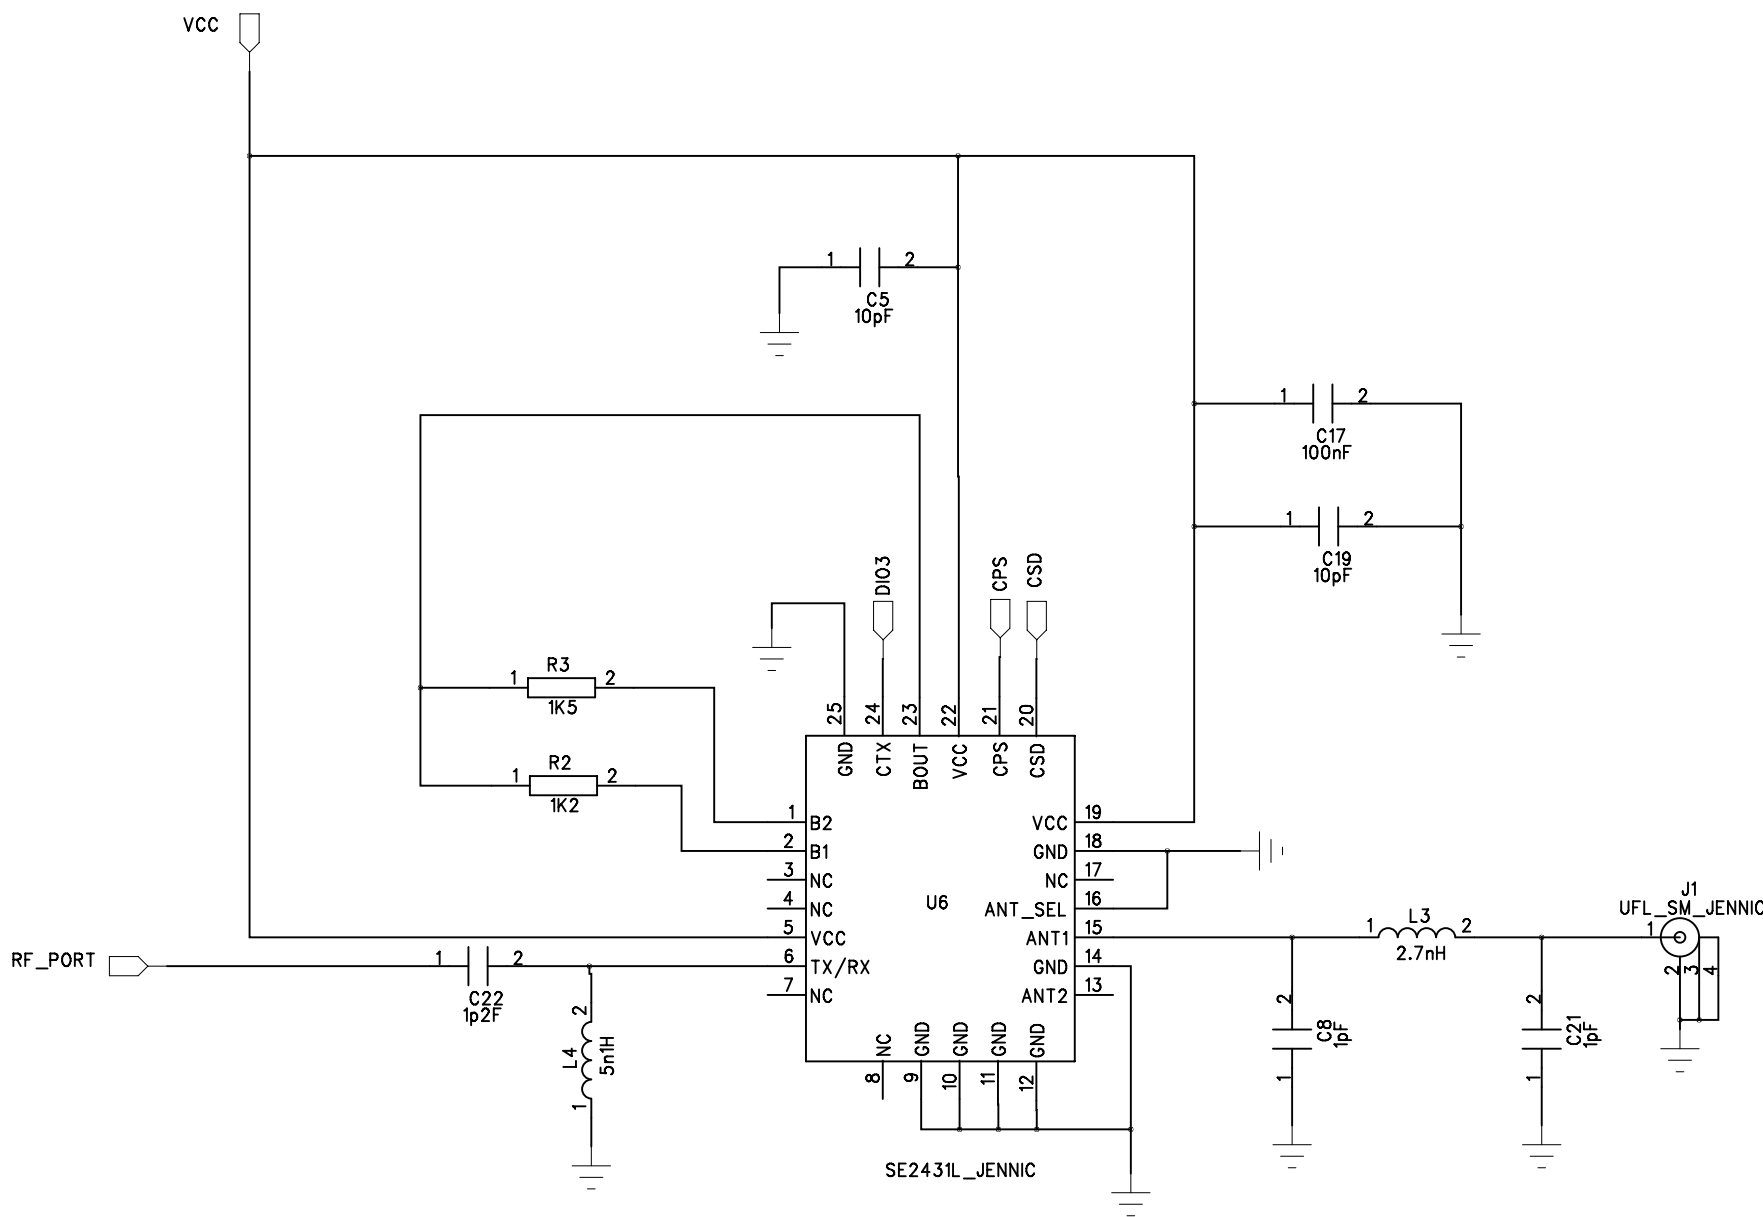 VCC
1 2
C5
10pF
1 2
C17
100nF
1 2
C19
10pF
DIO3
CPS
CSD
R3
1 2
1K5
R2
1 2
1K2
25 24 23 22 21 20
GND CTX BOUT VCC CPS CSD
1 B2
2 B1
3 NC
4 NC
5 VCC
6 TX/RX
7 NC
U6
VCC 19
GND 18
NC 17
ANT_SEL 16
ANT1 15
GND 14
ANT2 13
NC GND GND GND GND
8 9 10 11 12
SE2431L_JENNIC
RF_PORT
1 2
C22
1p2F
2
L4
5n1H
1
L3
1 2
2.7nH
2
C8
1pF
1
2
C21
1pF
1
J1
UFL_SM_JENNIC
1
2 3 4